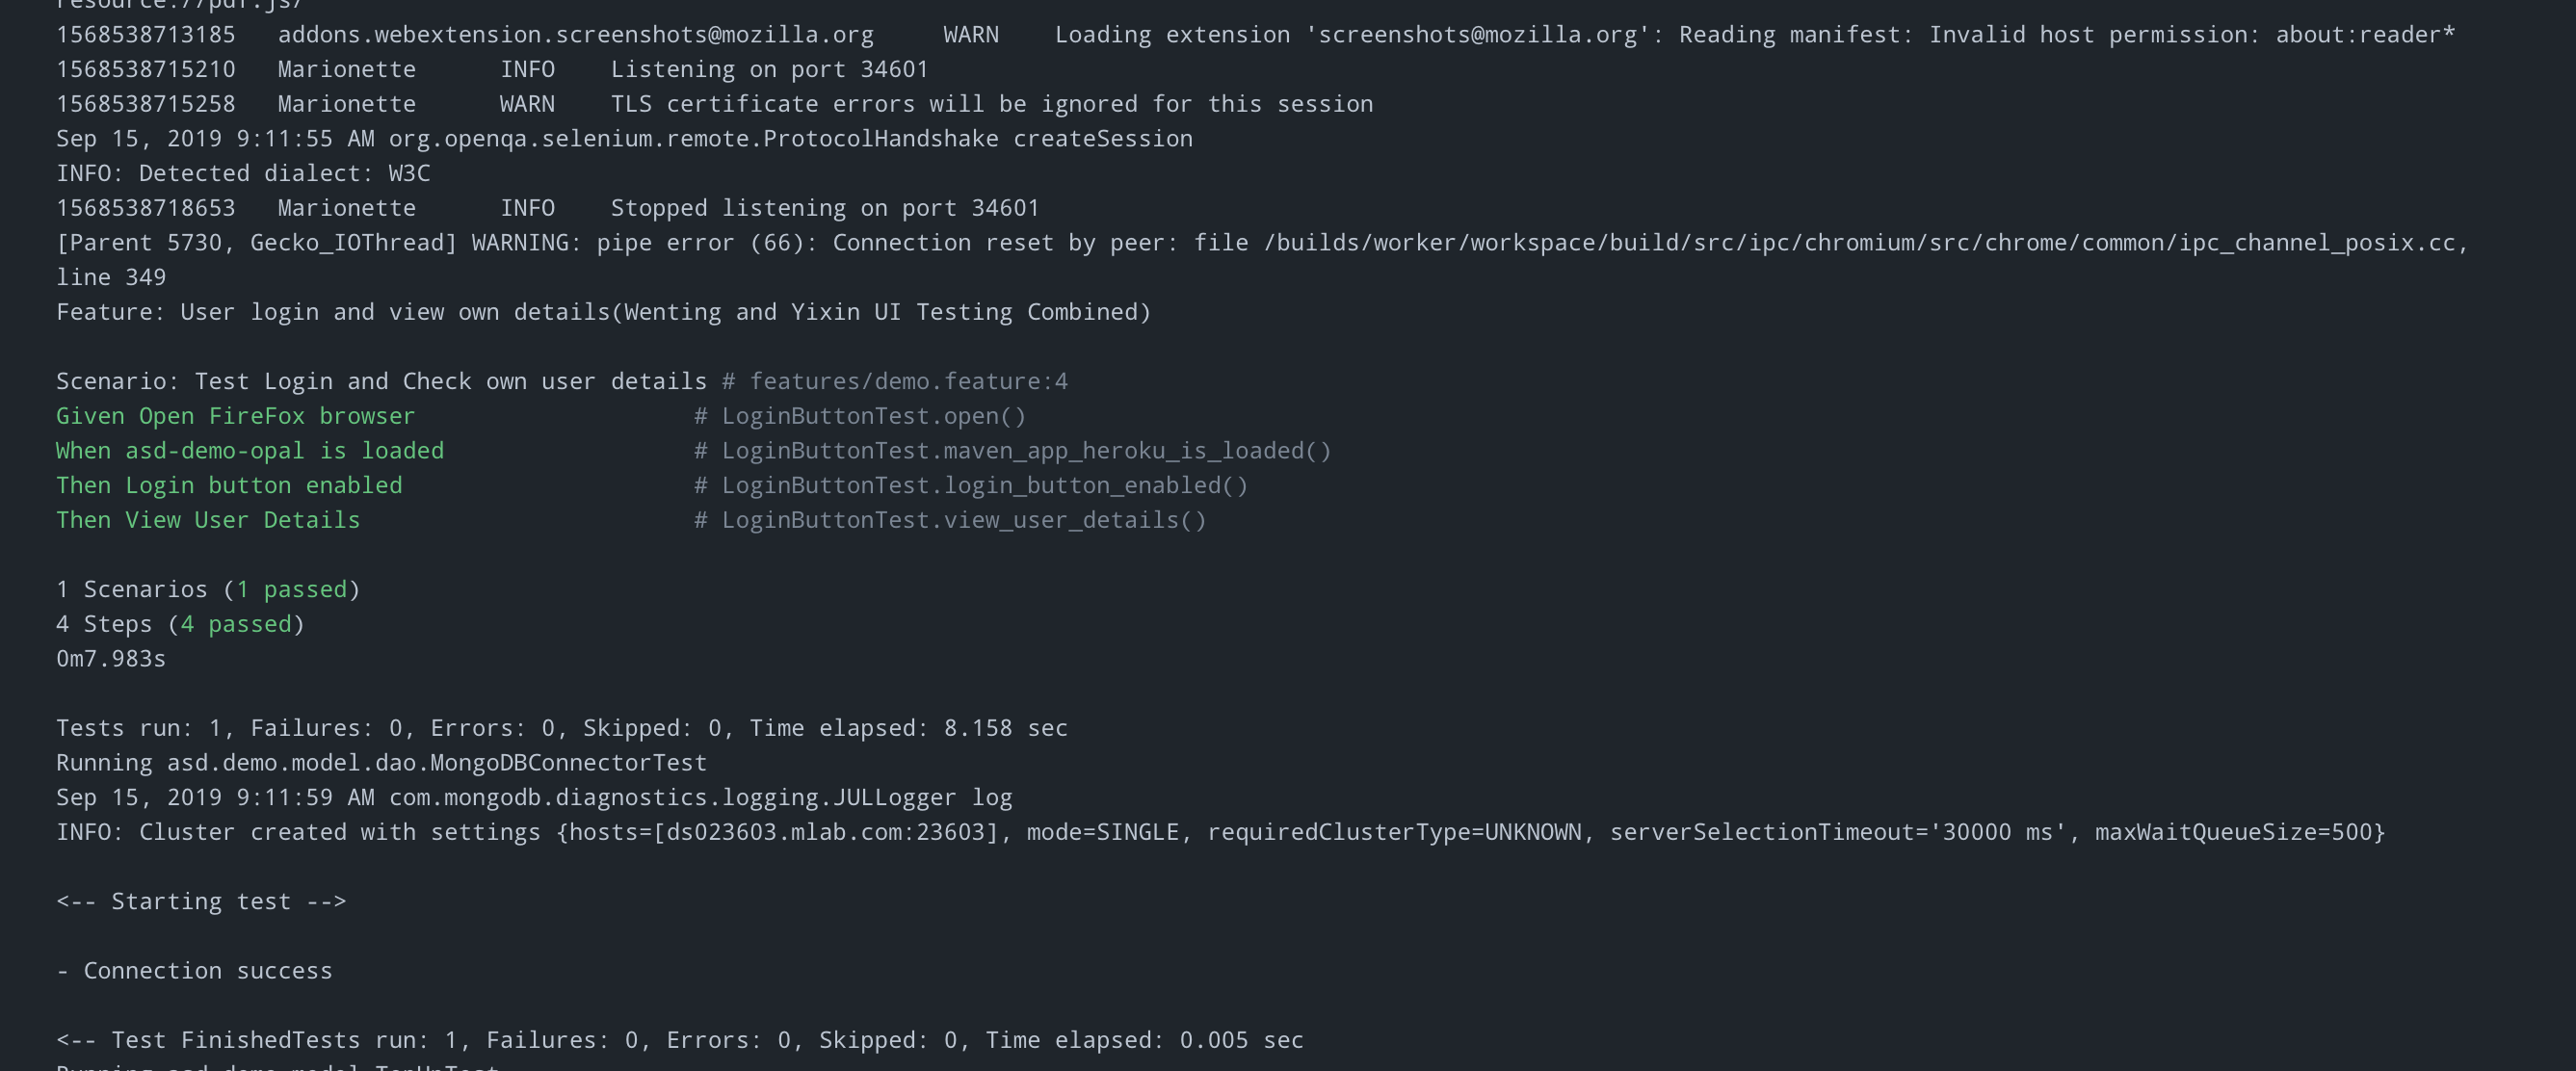 resource://pdf.js/
1568538713185   addons.webextension.screenshots@mozilla.org     WARN    Loading extension 'screenshots@mozilla.org': Reading manifest: Invalid host permission: about:reader*
1568538715210   Marionette      INFO    Listening on port 34601
1568538715258   Marionette      WARN    TLS certificate errors will be ignored for this session
Sep 15, 2019 9:11:55 AM org.openqa.selenium.remote.ProtocolHandshake createSession
INFO: Detected dialect: W3C
1568538718653   Marionette      INFO    Stopped listening on port 34601
[Parent 5730, Gecko_IOThread] WARNING: pipe error (66): Connection reset by peer: file /builds/worker/workspace/build/src/ipc/chromium/src/chrome/common/ipc_channel_posix.cc,
line 349
Feature: User login and view own details(Wenting and Yixin UI Testing Combined)
Scenario: Test Login and Check own user details # features/demo.feature:4
Given Open FireFox browser                    # LoginButtonTest.open()
When asd-demo-opal is loaded                  # LoginButtonTest.maven_app_heroku_is_loaded()
Then Login button enabled                     # LoginButtonTest.login_button_enabled()
Then View User Details                        # LoginButtonTest.view_user_details()
1 Scenarios (1 passed)
4 Steps (4 passed)
0m7.983s
Tests run: 1, Failures: 0, Errors: 0, Skipped: 0, Time elapsed: 8.158 sec
Running asd.demo.model.dao.MongoDBConnectorTest
Sep 15, 2019 9:11:59 AM com.mongodb.diagnostics.logging.JULLogger log
INFO: Cluster created with settings {hosts=[ds023603.mlab.com:23603], mode=SINGLE, requiredClusterType=UNKNOWN, serverSelectionTimeout='30000 ms', maxWaitQueueSize=500}
<-- Starting test -->
- Connection success
<-- Test FinishedTests run: 1, Failures: 0, Errors: 0, Skipped: 0, Time elapsed: 0.005 sec
Running asd.demo.model.TopUpTest